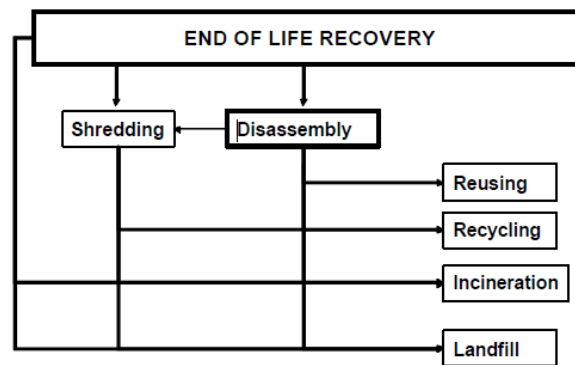 END OF LIFE RECOVERY
Shredding
Disassembly
Reusing
Recycling
Incineration
Landfill